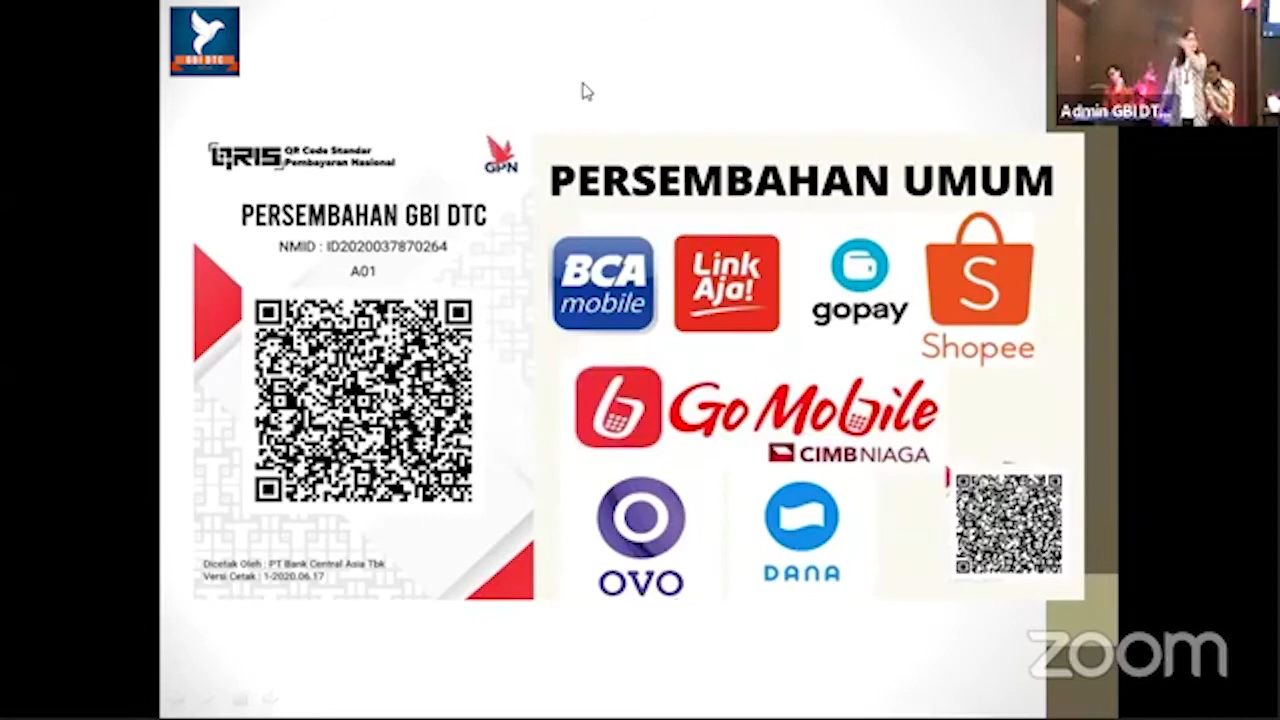 GBI DTC
Admin GBI DT...
QRIS QR Code Standar
Pembayaran Nasional
GPN
PERSEMBAHAN GBI DTC
NMID : ID2020037870264
A01
Dicetak Oleh : PT Bank Central Asia Tbk
Versi Cetak : 1-2020.06.17
PERSEMBAHAN UMUM
BCA
mobile
Link
Aja!
gopay
S
Shopee
Go Mobile
CIMB NIAGA
OVO
DANA
zoom